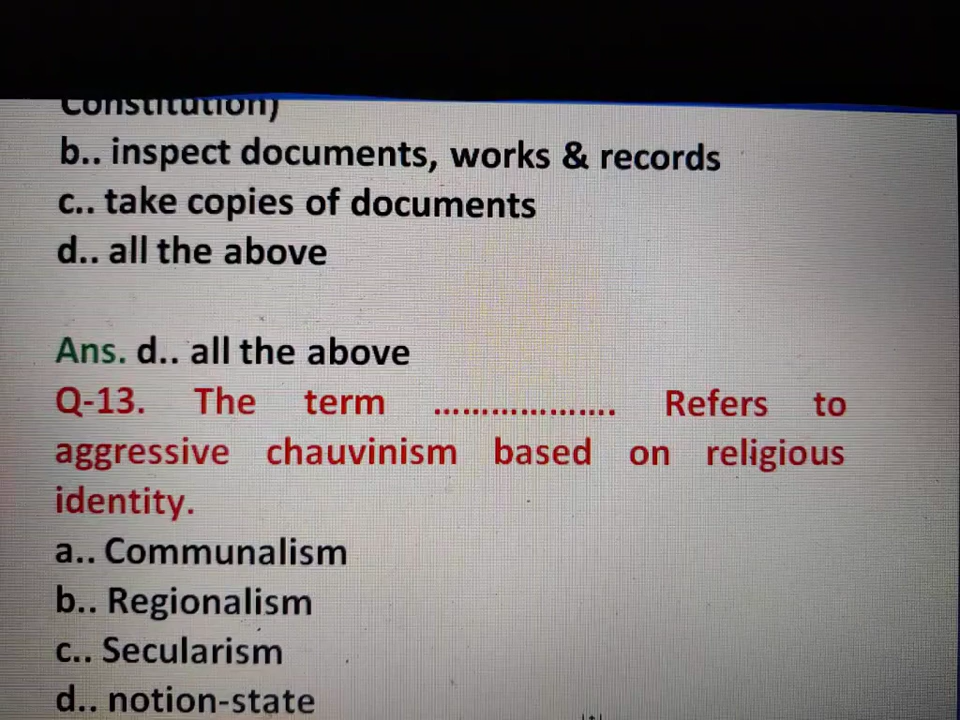 Constitution)
b.. inspect documents, works & records
c.. take copies of documents
d.. all the above
Ans. d.. all the above
Q-13. The term ................... Refers to
aggressive chauvinism based on religious
identity.
a.. Communalism
b.. Regionalism
c.. Secularism
d.. notion-state